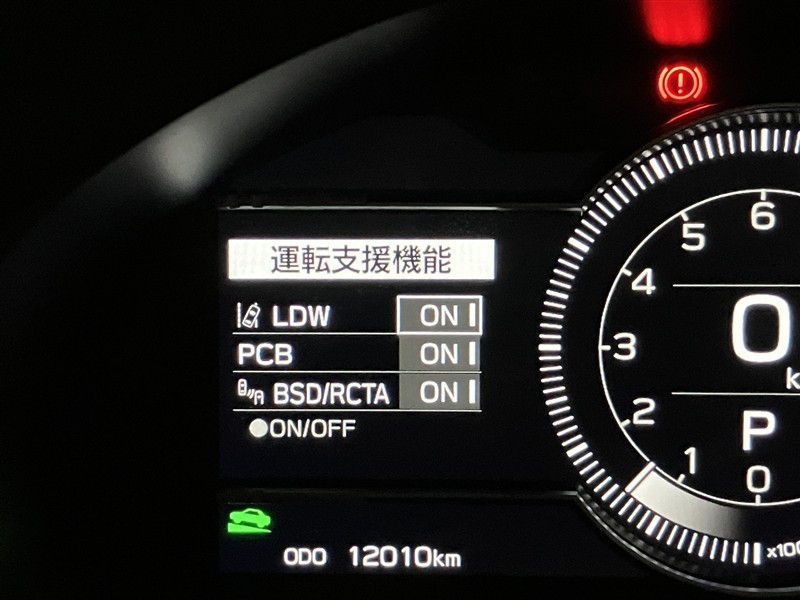 運転支援機能
LDW ON
PCB ON
BSD/RCTA ON
●ON/OFF
ODO 12010km
6
5
4
3
2
1
0
0
P